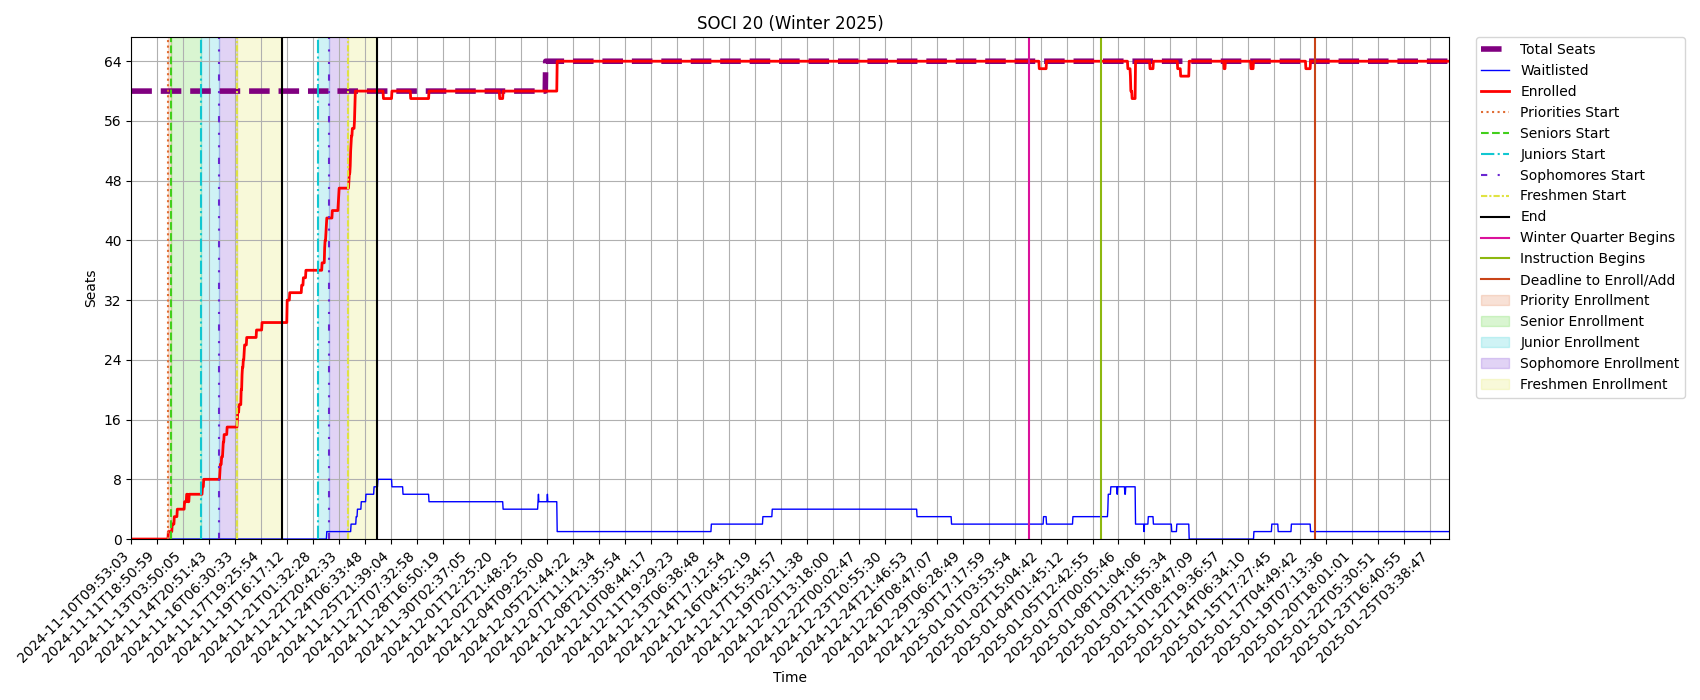 SOCI 20 (Winter 2025)
Seats
64
56
48
40
32
24
16
8
0
2024-11-10T09:53:03
2024-11-11T18:50:59
2024-11-13T03:50:05
2024-11-14T20:51:43
2024-11-16T06:30:33
2024-11-17T19:25:54
2024-11-19T16:17:12
2024-11-21T01:32:28
2024-11-22T20:42:33
2024-11-24T06:33:48
2024-11-25T21:39:04
2024-11-27T07:32:58
2024-11-28T16:50:19
2024-11-30T02:37:05
2024-12-01T12:25:20
2024-12-02T21:48:25
2024-12-04T09:25:00
2024-12-05T21:44:22
2024-12-07T11:14:34
2024-12-08T21:35:54
2024-12-10T08:44:17
2024-12-11T19:29:23
2024-12-13T06:38:48
2024-12-14T17:12:54
2024-12-16T04:52:19
2024-12-17T15:34:57
2024-12-19T02:11:38
2024-12-20T13:18:00
2024-12-22T00:02:47
2024-12-23T10:55:30
2024-12-24T21:46:53
2024-12-26T08:47:07
2024-12-29T06:28:49
2024-12-30T17:17:59
2025-01-01T03:53:54
2025-01-02T15:04:42
2025-01-04T01:45:12
2025-01-05T12:42:55
2025-01-07T00:05:46
2025-01-08T11:04:06
2025-01-09T21:55:34
2025-01-11T08:47:09
2025-01-12T19:36:57
2025-01-14T06:34:10
2025-01-15T17:27:45
2025-01-17T04:49:42
2025-01-19T07:13:36
2025-01-20T18:01:01
2025-01-22T05:30:51
2025-01-23T16:40:55
2025-01-25T03:38:47
Time
Total Seats
Waitlisted
Enrolled
Priorities Start
Seniors Start
Juniors Start
Sophomores Start
Freshmen Start
End
Winter Quarter Begins
Instruction Begins
Deadline to Enroll/Add
Priority Enrollment
Senior Enrollment
Junior Enrollment
Sophomore Enrollment
Freshmen Enrollment